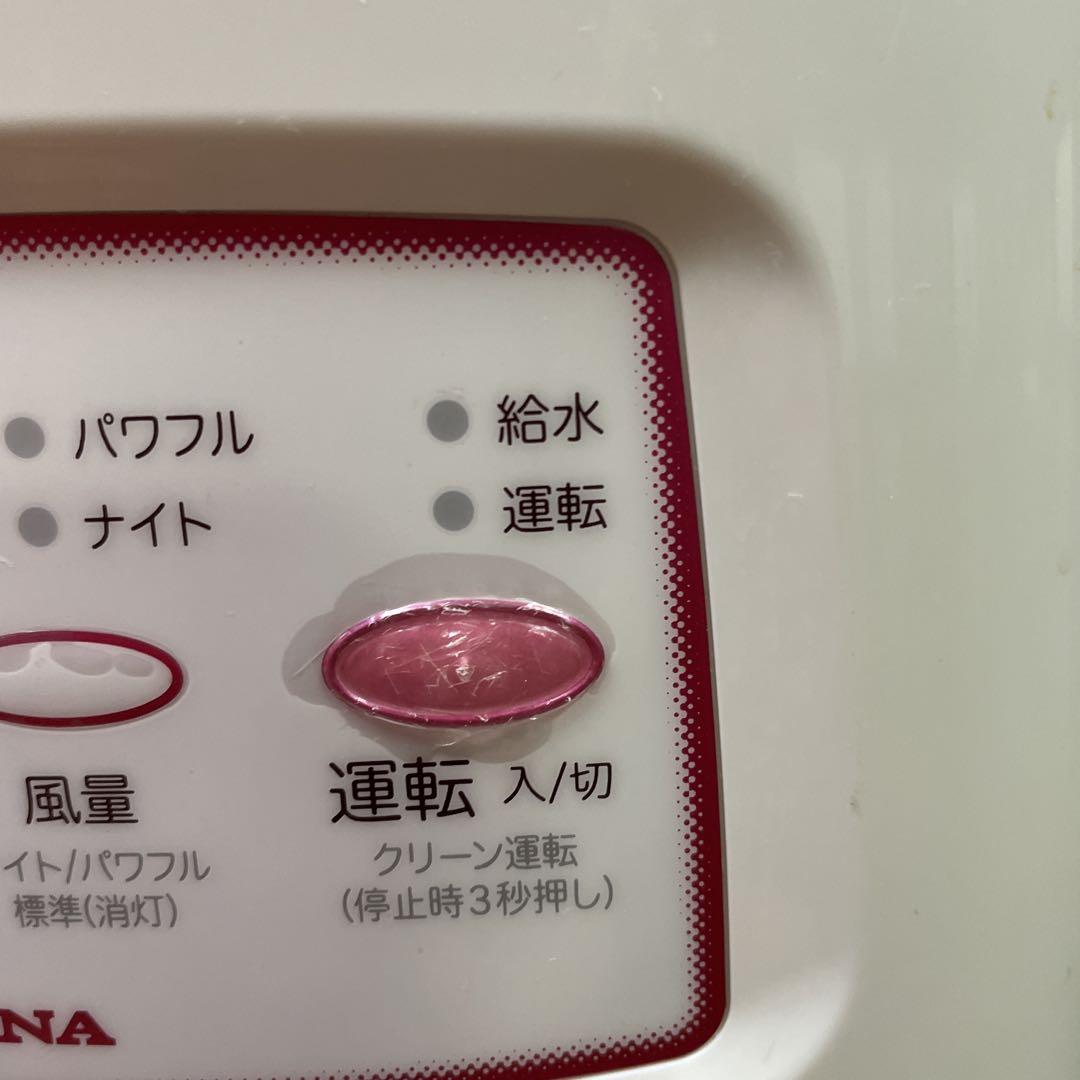 パワフル
給水
ナイト
運転
風量
運転 入/切
イト/パワフル
標準(消灯)
クリーン運転
(停止時3秒押し)
NA